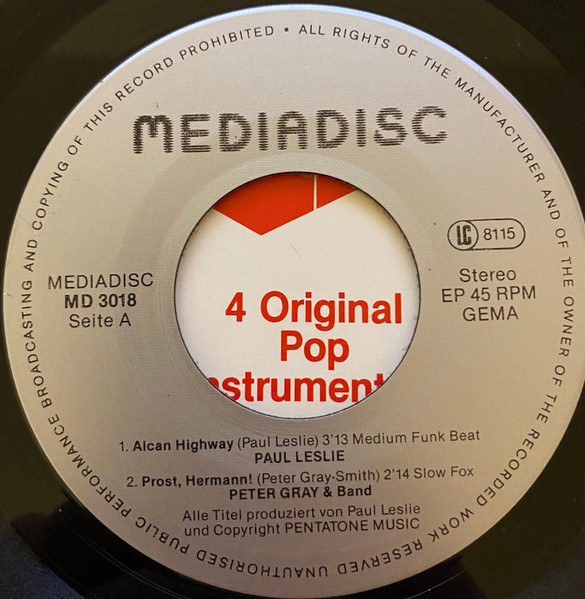 ALL RIGHTS OF THE MANUFACTURER AND OF THE OWNER OF THE RECORDED WORK RESERVED UNAUTHORISED PUBLIC PERFORMANCE BROADCASTING AND COPYING OF THIS RECORD PROHIBITED •
MEDIADISC
MEDIADISC
MD 3018
Seite A
LC 8115
Stereo
EP 45 RPM
GEMA
4 Original
Pop
1. Alcan Highway (Paul Leslie) 3'13 Medium Funk Beat
PAUL LESLIE
2. Prost, Hermann! (Peter Gray-Smith) 2'14 Slow Fox
PETER GRAY & Band
Alle Titel produziert von Paul Leslie
und Copyright PENTATONE MUSIC